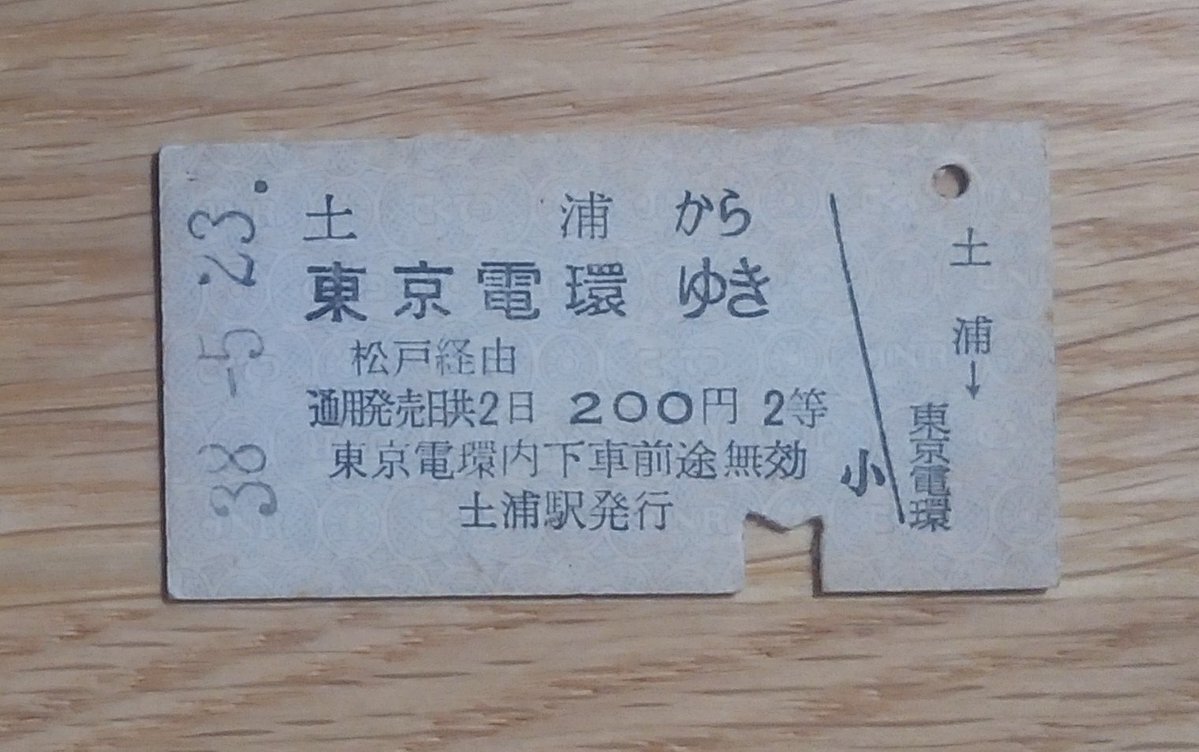 38-5.23.
土浦から
東京電環ゆき
松戸経由
通用発売日共2日 200円 2等
東京電環内下車前途無効
土浦駅発行
小
土浦→東京電環